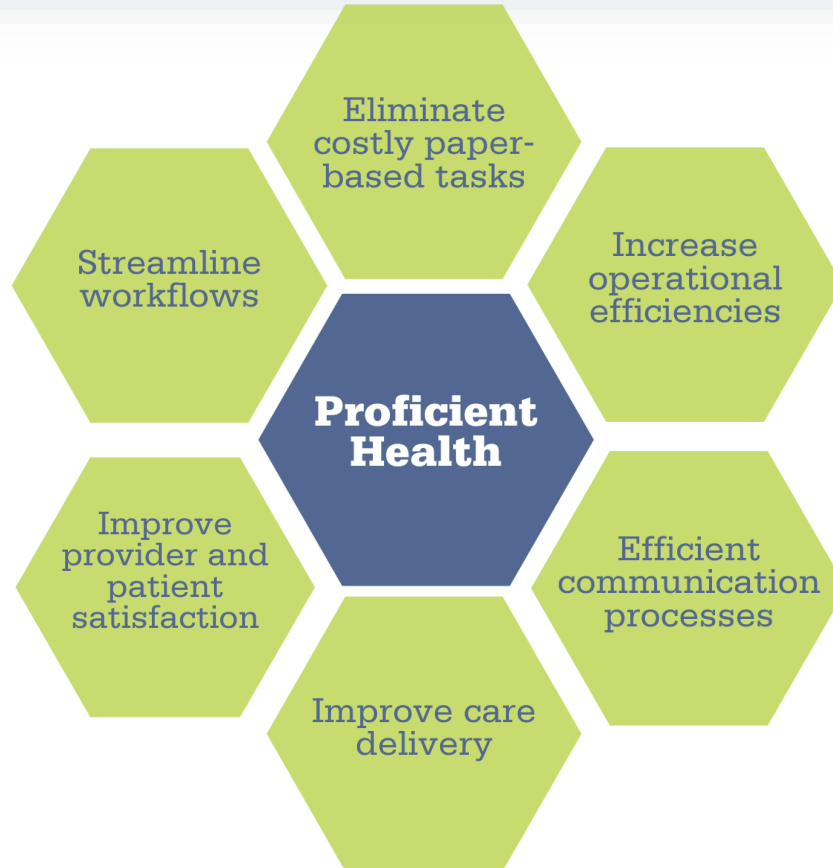 Eliminate
costly paper-
based tasks
Streamline
workflows
Increase
operational
efficiencies
Proficient
Health
Improve
provider and
patient
satisfaction
Efficient
communication
processes
Improve care
delivery